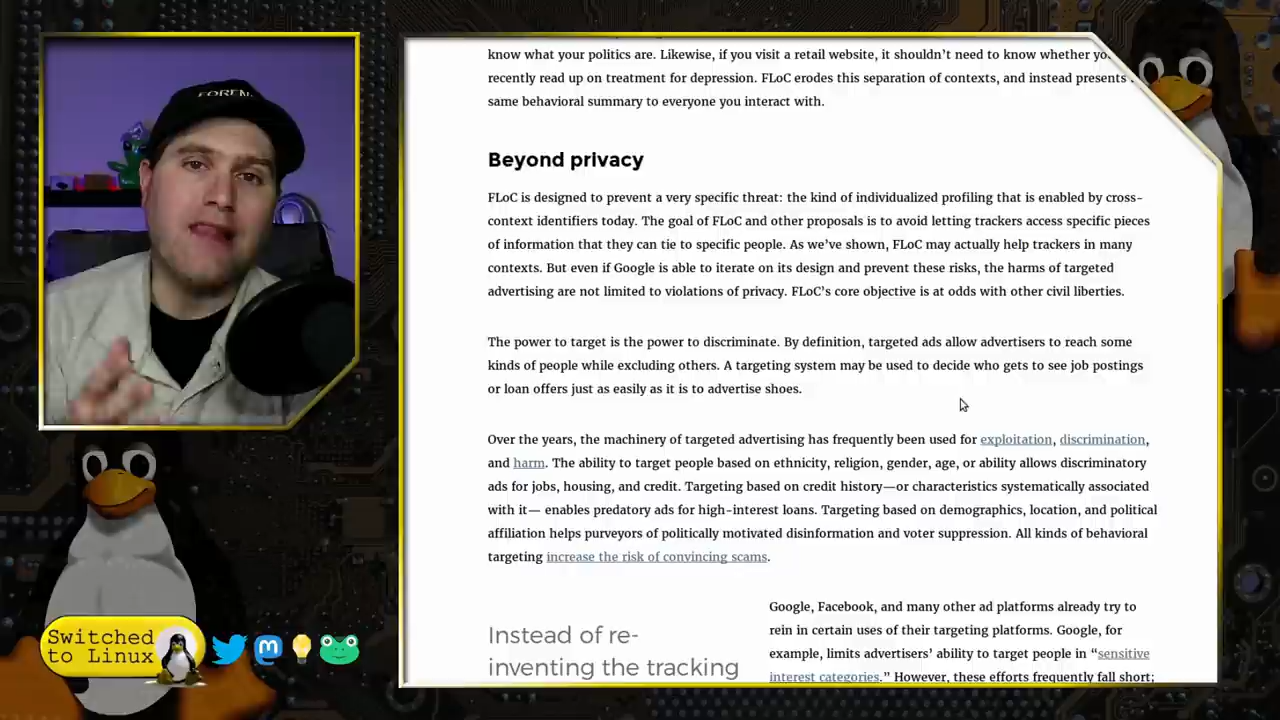 FOREN
know what your politics are. Likewise, if you visit a retail website, it shouldn't need to know whether
recently read up on treatment for depression. FLoC erodes this separation of contexts, and instead presents
same behavioral summary to everyone you interact with.
Beyond privacy
FLoC is designed to prevent a very specific threat: the kind of individualized profiling that is enabled by cross-
context identifiers today. The goal of FLoC and other proposals is to avoid letting trackers access specific pieces
of information that they can tie to specific people. As we've shown, FLoC may actually help trackers in many
contexts. But even if Google is able to iterate on its design and prevent these risks, the harms of targeted
advertising are not limited to violations of privacy. FLoC's core objective is at odds with other civil liberties.
The power to target is the power to discriminate. By definition, targeted ads allow advertisers to reach some
kinds of people while excluding others. A targeting system may be used to decide who gets to see job postings
or loan offers just as easily as it is to advertise shoes.
Over the years, the machinery of targeted advertising has frequently been used for exploitation, discrimination,
and harm. The ability to target people based on ethnicity, religion, gender, age, or ability allows discriminatory
ads for jobs, housing, and credit. Targeting based on credit history—or characteristics systematically associated
with it— enables predatory ads for high-interest loans. Targeting based on demographics, location, and political
affiliation helps purveyors of politically motivated disinformation and voter suppression. All kinds of behavioral
targeting increase the risk of convincing scams.
Instead of re-
inventing the tracking
Google, Facebook, and many other ad platforms already try to
rein in certain uses of their targeting platforms. Google, for
example, limits advertisers' ability to target people in “sensitive
interest categories.” However, these efforts frequently fall short;
Switched
to Linux